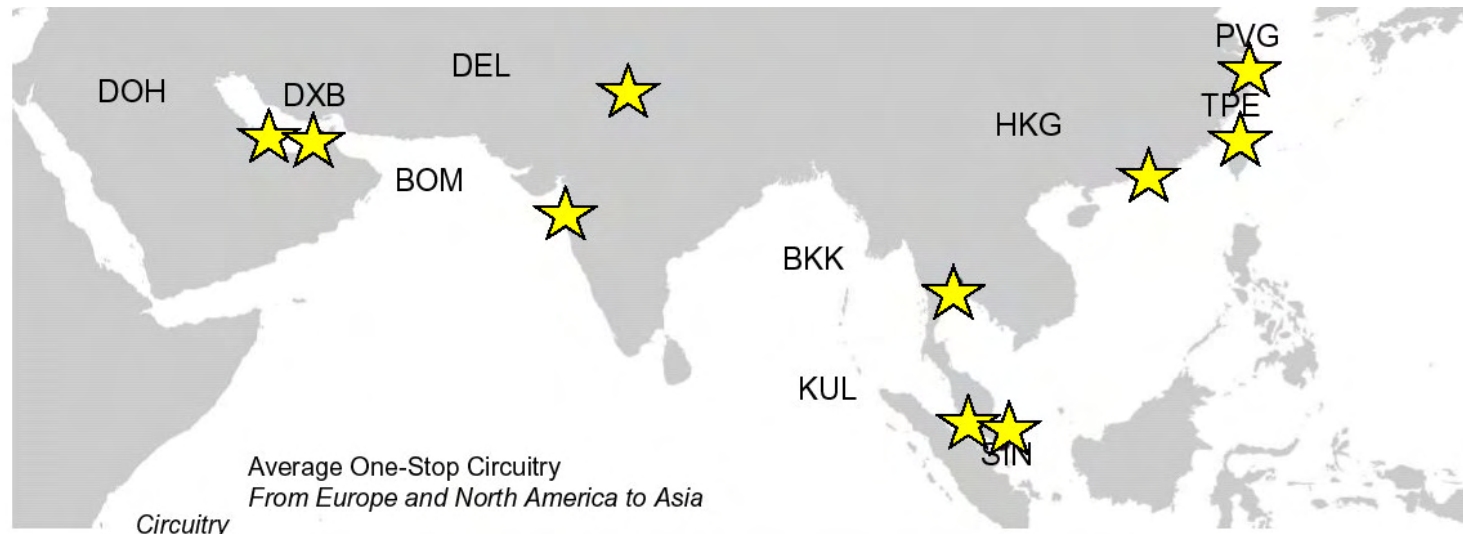 PVG
DEL
DOH
DXB
TPE
HKG
BOM
BKK
KUL
SIN
Average One-Stop Circuitry
From Europe and North America to Asia
Circuitry